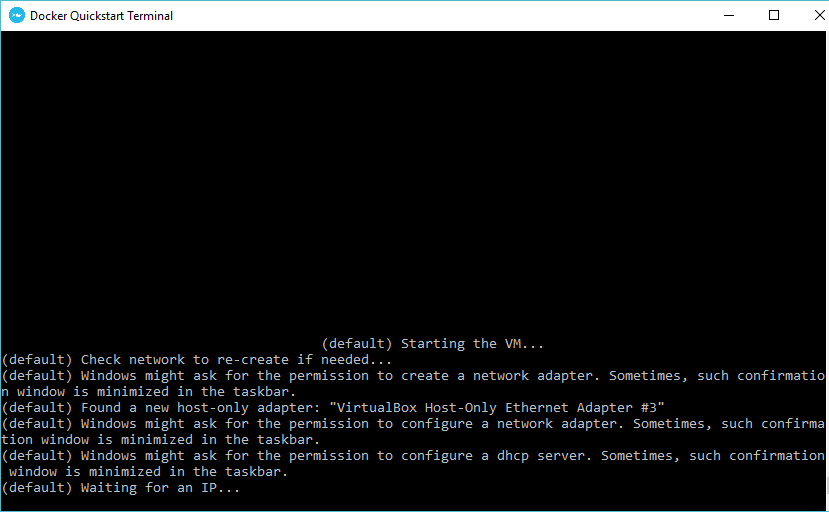 Docker Quickstart Terminal
(default) Starting the VM...
(default) Check network to re-create if needed...
(default) Windows might ask for the permission to create a network adapter. Sometimes, such confirmatio
n window is minimized in the taskbar.
(default) Found a new host-only adapter: "VirtualBox Host-Only Ethernet Adapter #3"
(default) Windows might ask for the permission to configure a network adapter. Sometimes, such confirma
tion window is minimized in the taskbar.
(default) Windows might ask for the permission to configure a dhcp server. Sometimes, such confirmation
window is minimized in the taskbar.
(default) Waiting for an IP...